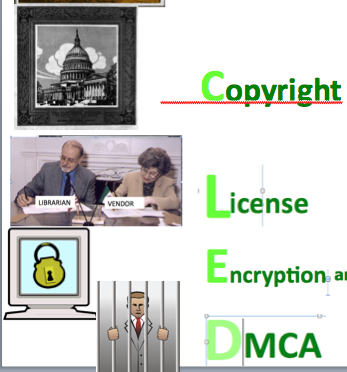 Copyright
LIBRARIAN VENDOR
License
Encryption
DMCA